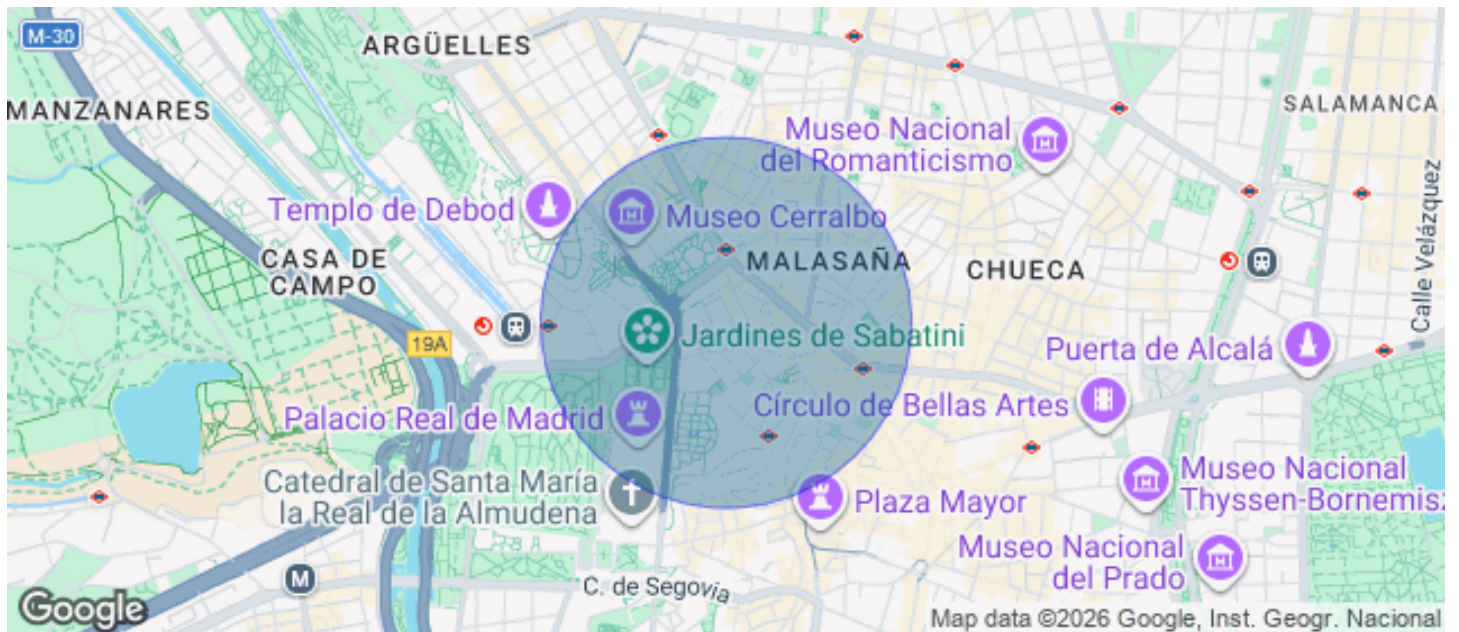 M-30
ARGÜELLES
MANZANARES
SALAMANCA
Museo Nacional
del Romanticismo
Templo de Debod
Museo Cerralbo
CASA DE
CAMPO
MALASAÑA
CHUECA
Calle Velázquez
19A
Jardines de Sabatini
Puerta de Alcalá
Palacio Real de Madrid
Círculo de Bellas Artes
Catedral de Santa María
la Real de la Almudena
Plaza Mayor
Museo Nacional
Thyssen-Bornemisz
Museo Nacional
del Prado
M
C. de Segovia
Google
Map data ©2026 Google, Inst. Geogr. Nacional